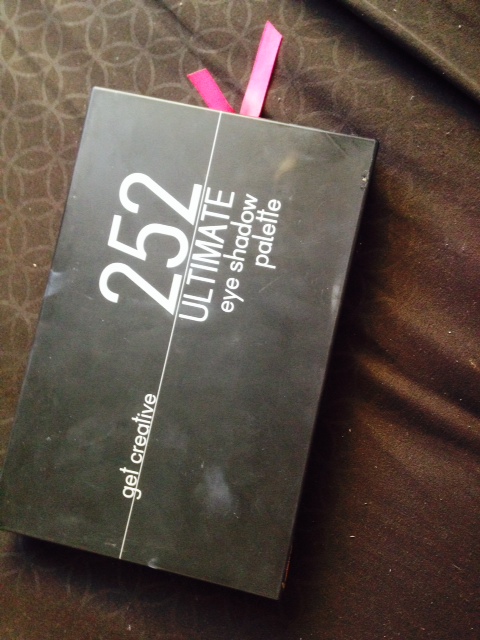 252
ULTIMATE
eye shadow
palette
get creative